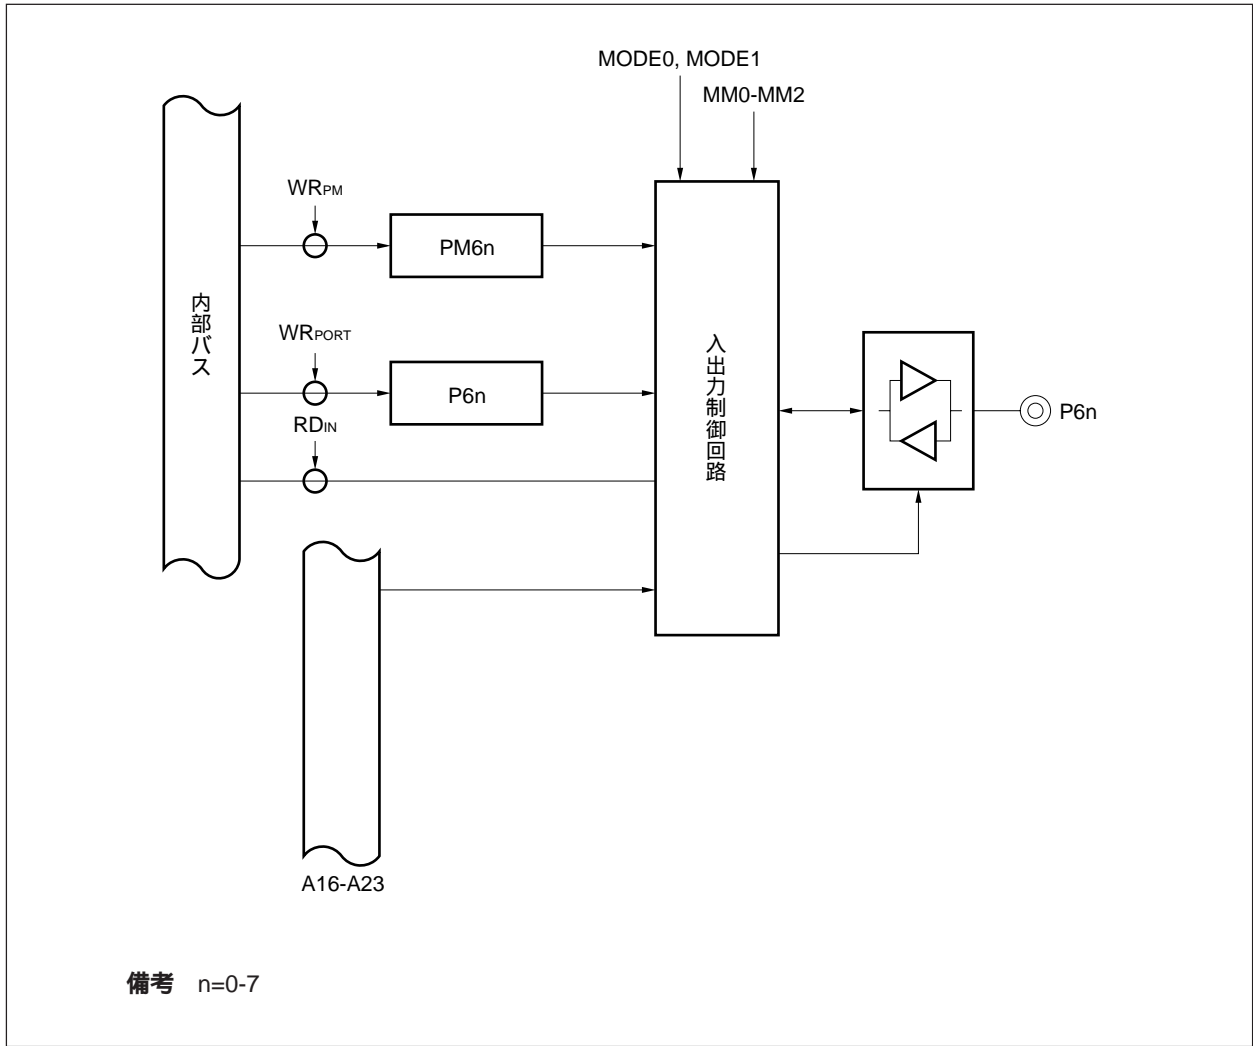 MODE0, MODE1
MM0-MM2
WRPM
PM6n
内部バス
WRPORT
P6n
入出力制御回路
P6n
RDIN
A16-A23
備考 n=0-7